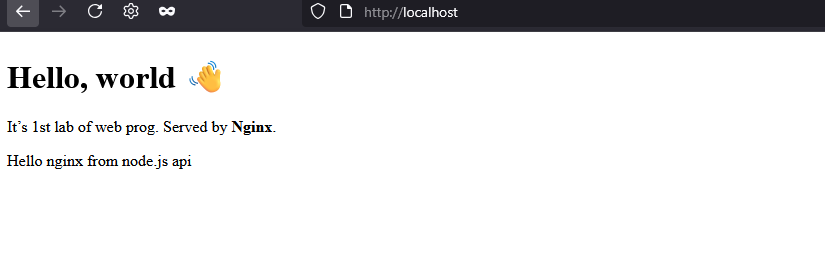 http://localhost
Hello, world 👋
It’s 1st lab of web prog. Served by Nginx.
Hello nginx from node.js api